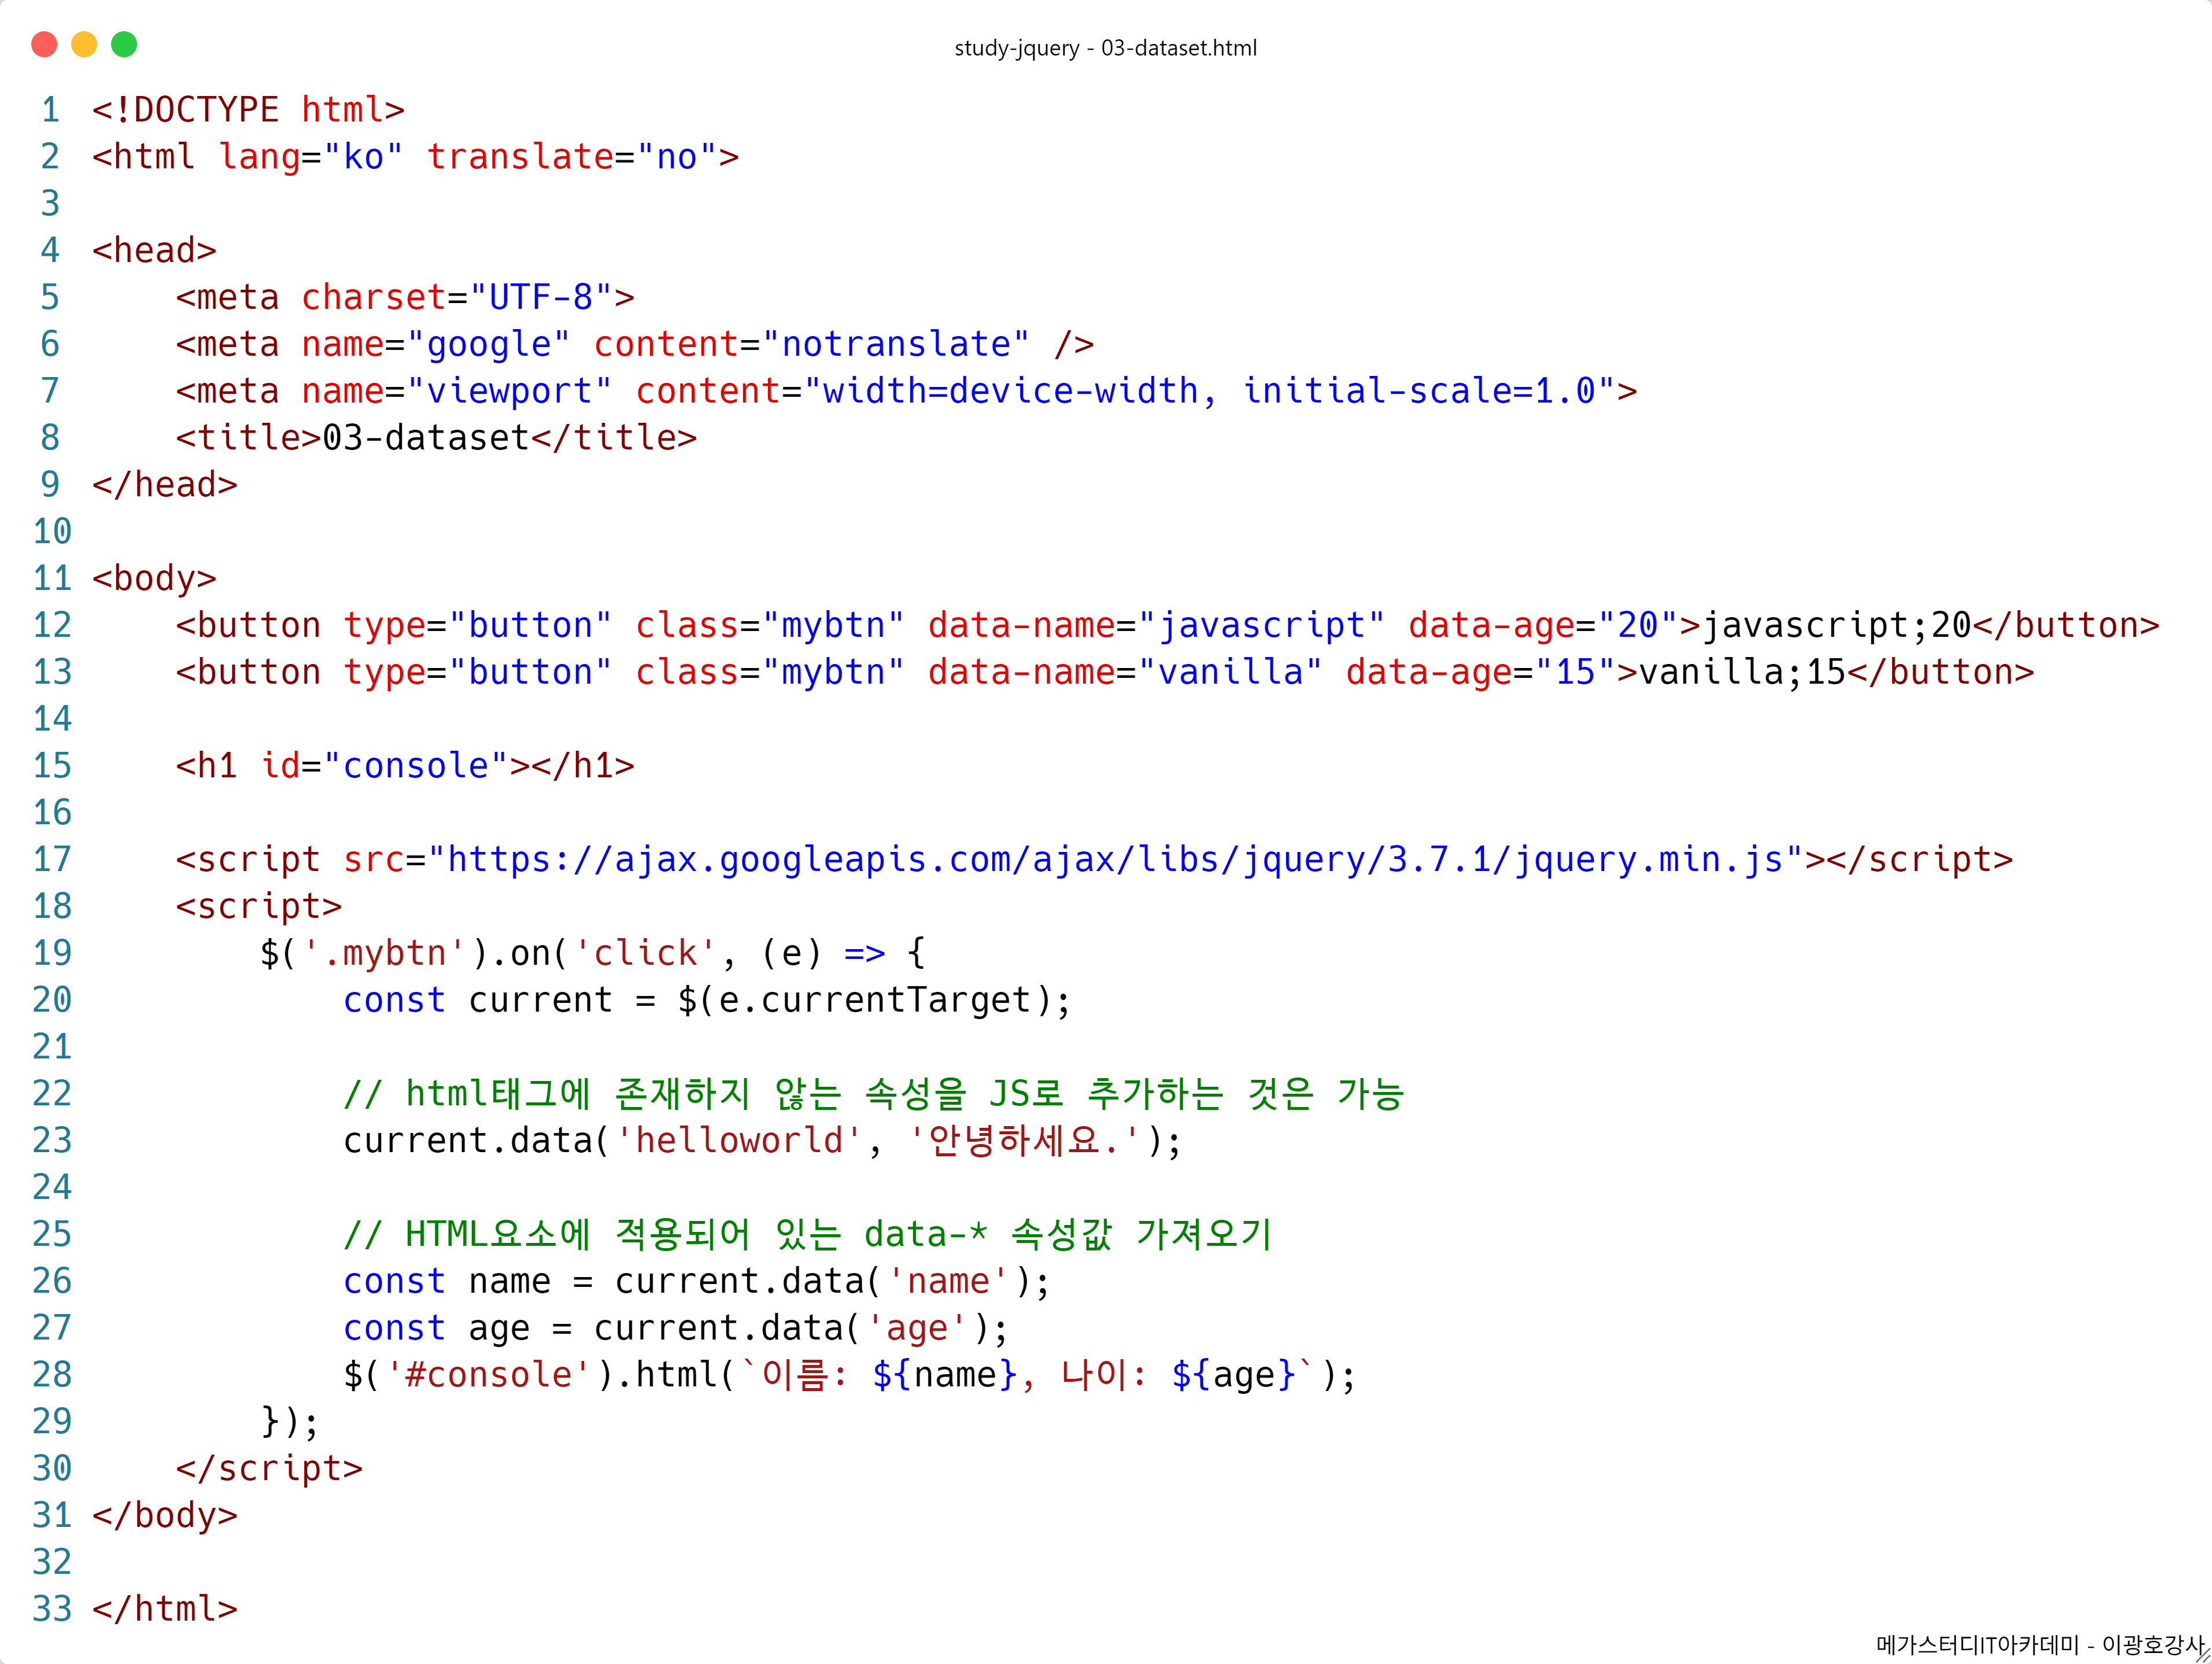 study-jquery - 03-dataset.html
1 <!DOCTYPE html>
2 <html lang="ko" translate="no">
3
4 <head>
5     <meta charset="UTF-8">
6     <meta name="google" content="notranslate" />
7     <meta name="viewport" content="width=device-width, initial-scale=1.0">
8     <title>03-dataset</title>
9 </head>
10
11 <body>
12     <button type="button" class="mybtn" data-name="javascript" data-age="20">javascript;20</button>
13     <button type="button" class="mybtn" data-name="vanilla" data-age="15">vanilla;15</button>
14
15     <h1 id="console"></h1>
16
17     <script src="https://ajax.googleapis.com/ajax/libs/jquery/3.7.1/jquery.min.js"></script>
18     <script>
19         $('.mybtn').on('click', (e) => {
20             const current = $(e.currentTarget);
21
22             // html태그에 존재하지 않는 속성을 JS로 추가하는 것은 가능
23             current.data('helloworld', '안녕하세요.');
24
25             // HTML요소에 적용되어 있는 data-* 속성값 가져오기
26             const name = current.data('name');
27             const age = current.data('age');
28             $('#console').html(`이름: ${name}, 나이: ${age}`);
29         });
30     </script>
31 </body>
32
33 </html>
메가스터디IT아카데미 - 이광호강사